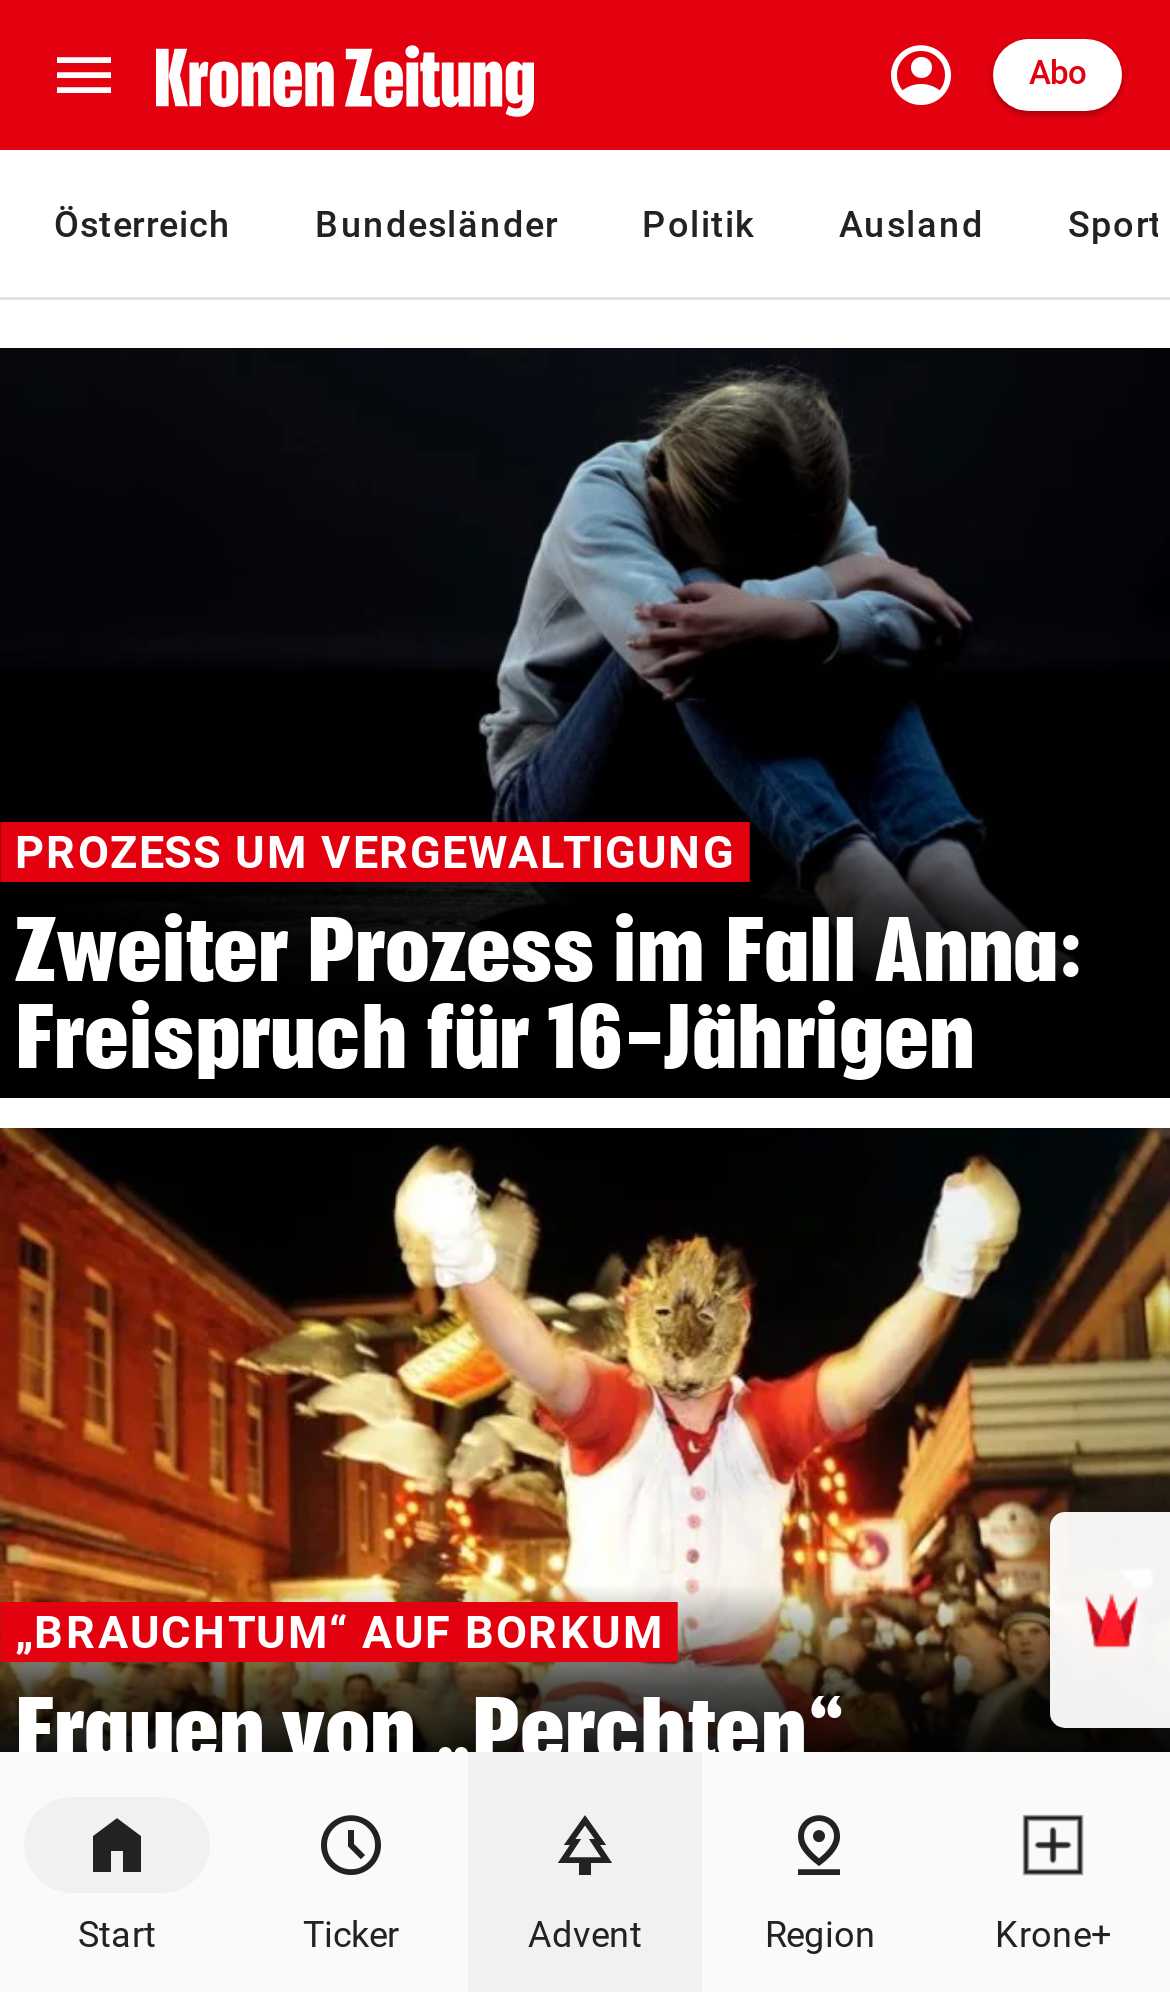 Kronen Zeitung
Abo
Österreich Bundesländer Politik Ausland Sport
PROZESS UM VERGEWALTIGUNG
Zweiter Prozess im Fall Anna:
Freispruch für 16-Jährigen
„BRAUCHTUM“ AUF BORKUM
Frauen von „Perchten“
Start Ticker Advent Region Krone+